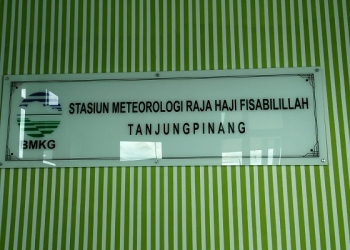 STASIUN METEOROLOGI RAJA HAJI FISABILILLAH
TANJUNGPINANG
BMKG